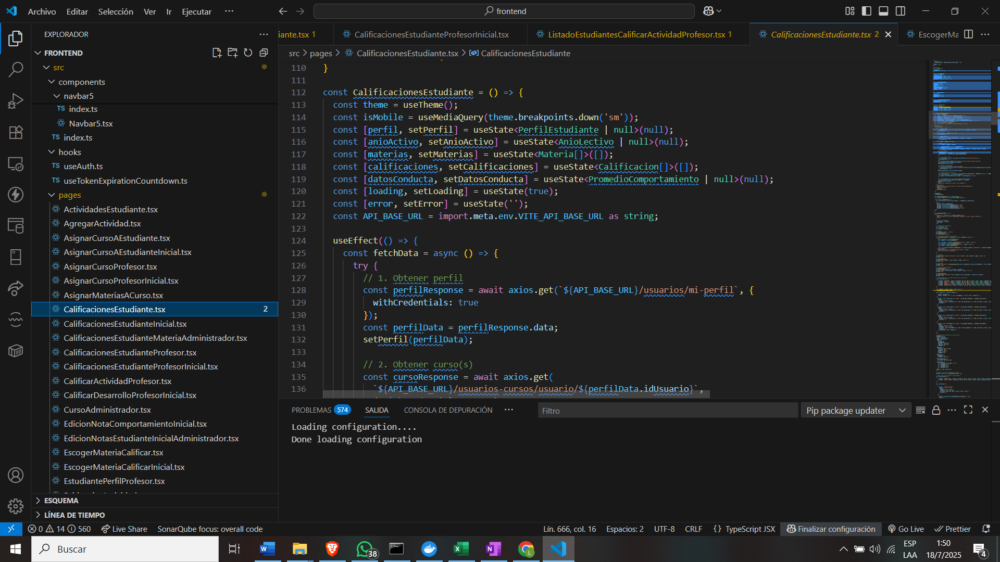 Archivo Editar Selección Ver Ir Ejecutar ...
frontend
EXPLORADOR
FRONTEND
src
components
navbar5
TS index.ts
Navbar5.tsx
TS index.ts
hooks
TS useAuth.ts
TS useTokenExpirationCountdown.ts
pages
ActividadesEstudiante.tsx
AgregarActividad.tsx
AsignarCursoAEstudiante.tsx
AsignarCursoAEstudianteInicial.tsx
AsignarCursoProfesor.tsx
AsignarCursoProfesorInicial.tsx
AsignarMateriasACurso.tsx
CalificacionesEstudiante.tsx 2
CalificacionesEstudianteInicial.tsx
CalificacionesEstudianteMateriaAdministrador.tsx
CalificacionesEstudianteProfesor.tsx
CalificacionesEstudianteProfesorInicial.tsx
CalificarActividadProfesor.tsx
CalificarDesarrolloProfesorInicial.tsx
CursoAdministrador.tsx
EdicionNotaComportamientoInicial.tsx
EdicionNotasEstudianteInicialAdministrador.tsx
EscogerMateriaCalificar.tsx
EscogerMateriaCalificarInicial.tsx
EstudiantePerfilProfesor.tsx
ESQUEMA
LÍNEA DE TIEMPO
iante.tsx 1 CalificacionesEstudianteProfesorInicial.tsx ListadoEstudiantesCalificarActividadProfesor.tsx 1 CalificacionesEstudiante.tsx 2 EscogerMa
src > pages > CalificacionesEstudiante.tsx > CalificacionesEstudiante
110 }
111
112 const CalificacionesEstudiante = () => {
113 const theme = useTheme();
114 const isMobile = useMediaQuery(theme.breakpoints.down('sm'));
115 const [perfil, setPerfil] = useState<PerfilEstudiante | null>(null);
116 const [anioActivo, setAnioActivo] = useState<AnioLectivo | null>(null);
117 const [materias, setMaterias] = useState<Materia[]>([]);
118 const [calificaciones, setCalificaciones] = useState<Calificacion[]>([]);
119 const [datosConducta, setDatosConducta] = useState<PromedioComportamiento | null>(null);
120 const [loading, setLoading] = useState(true);
121 const [error, setError] = useState('');
122 const API_BASE_URL = import.meta.env.VITE_API_BASE_URL as string;
123
124 useEffect(() => {
125 const fetchData = async () => {
126 try {
127 // 1. Obtener perfil
128 const perfilResponse = await axios.get(`${API_BASE_URL}/usuarios/mi-perfil`, {
129 withCredentials: true
130 });
131 const perfilData = perfilResponse.data;
132 setPerfil(perfilData);
133
134 // 2. Obtener curso(s)
135 const cursoResponse = await axios.get(
136 `${API_BASE_URL}/usuarios-cursos/usuario/${perfilData.idUsuario}`,
PROBLEMAS 574 SALIDA CONSOLA DE DEPURACIÓN ... Filtro Pip package updater
Loading configuration....
Done loading configuration
0 14 560 Live Share SonarQube focus: overall code Lín. 666, col. 16 Espacios: 2 UTF-8 CRLF {} TypeScript JSX Finalizar configuración Go Live Prettier
Buscar
38
ESP
LAA
1:50
18/7/2025
4